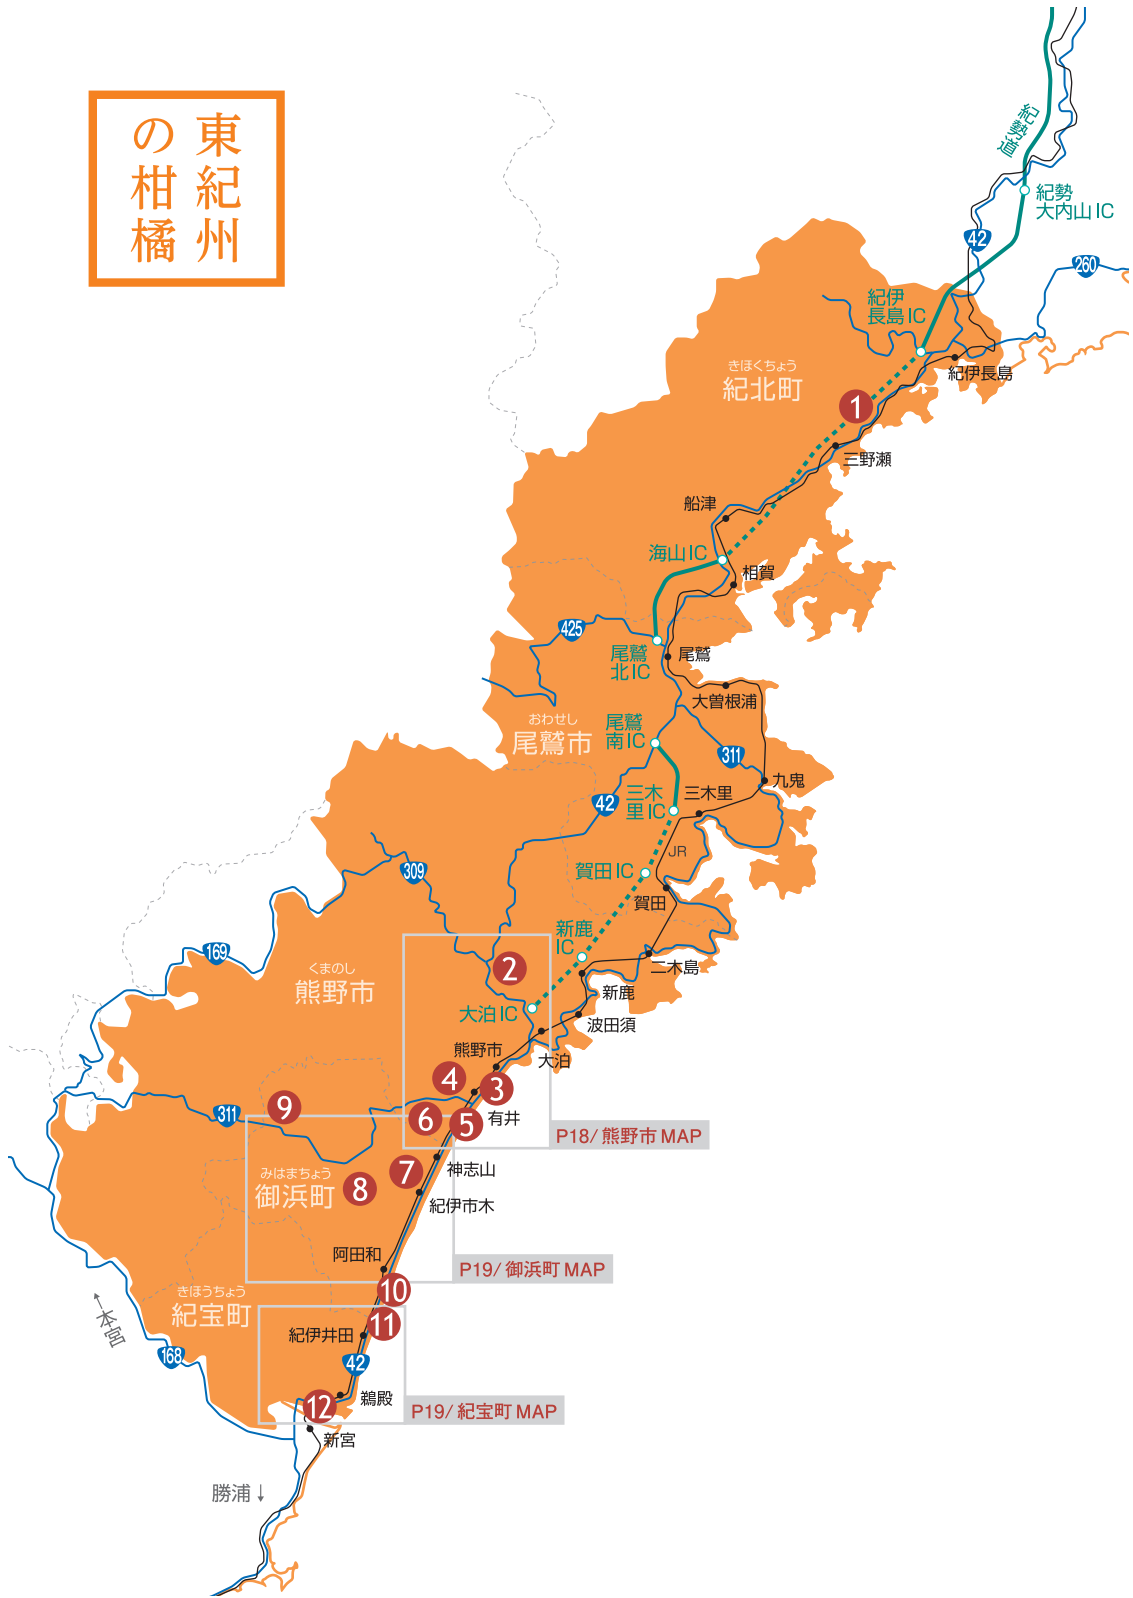 東紀州
の柑橘
紀勢道
紀勢
大内山IC
42
260
紀伊
長島IC
紀伊長島
きほくちょう
紀北町
1
三野瀬
船津
海山IC
相賀
425
尾鷲
北IC
尾鷲
大曽根浦
おわせし
尾鷲市
尾鷲
南IC
311
九鬼
三木
里IC
三木里
42
JR
賀田IC
賀田
309
新鹿
IC
二木島
169
2
くまのし
熊野市
新鹿
大泊IC
波田須
熊野市
大泊
4
3
9
311
6
5
有井
P18/熊野市MAP
神志山
7
みはまちょう
御浜町
8
紀伊市木
阿田和
P19/御浜町MAP
10
きほうちょう
紀宝町
11
本宮
紀伊井田
168
42
鵜殿
12
P19/紀宝町MAP
新宮
勝浦